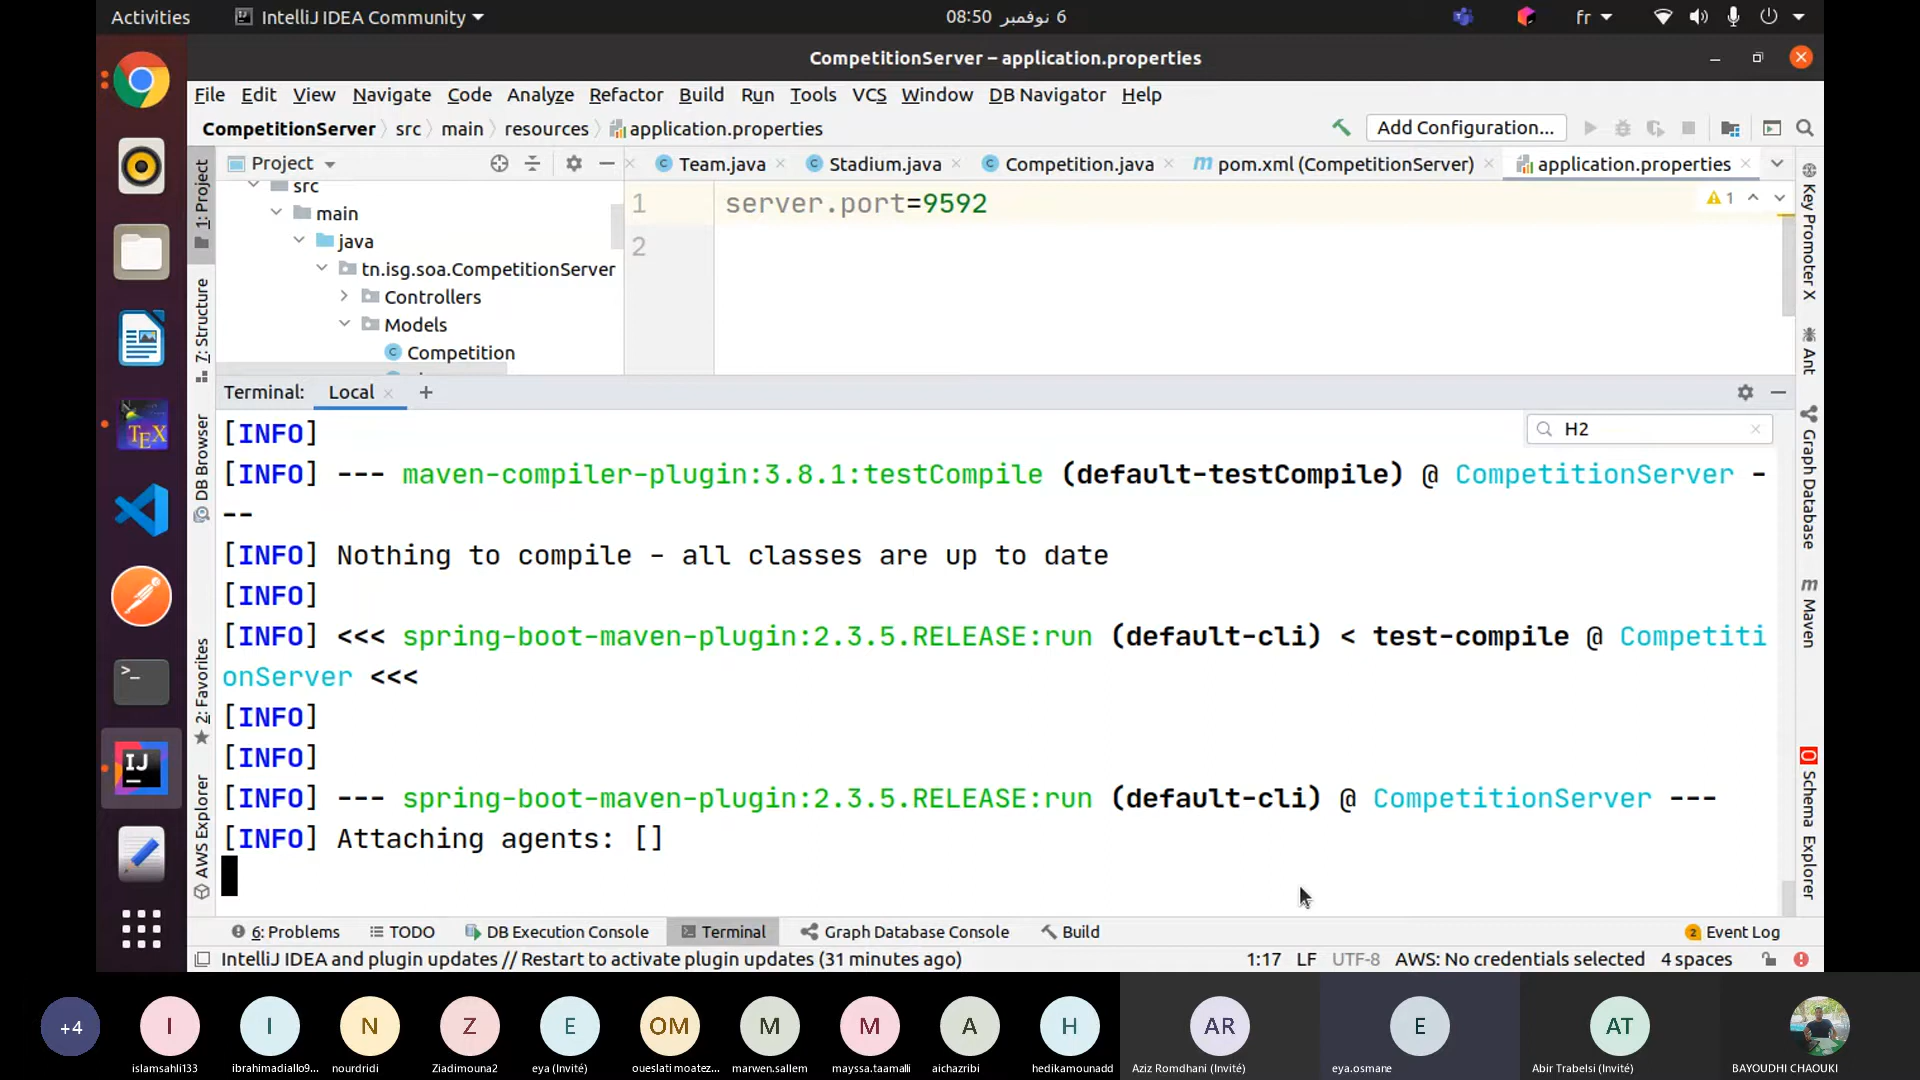 Activities
IntelliJ IDEA Community
6 نوفمبر 08:50
fr
CompetitionServer – application.properties
File Edit View Navigate Code Analyze Refactor Build Run Tools VCS Window DB Navigator Help
CompetitionServer src main resources application.properties
Add Configuration...
Project
Team.java
Stadium.java
Competition.java
pom.xml (CompetitionServer)
application.properties
src
main
java
tn.isg.soa.CompetitionServer
Controllers
Models
Competition
1 server.port=9592
2
1
1: Project
7: Structure
DB Browser
2: Favorites
AWS Explorer
Key Promoter X
Ant
Graph Database
Maven
Schema Explorer
Terminal: Local +
H2
[INFO]
[INFO] --- maven-compiler-plugin:3.8.1:testCompile (default-testCompile) @ CompetitionServer -
--
[INFO] Nothing to compile - all classes are up to date
[INFO]
[INFO] <<< spring-boot-maven-plugin:2.3.5.RELEASE:run (default-cli) < test-compile @ Competiti
onServer <<<
[INFO]
[INFO]
[INFO] --- spring-boot-maven-plugin:2.3.5.RELEASE:run (default-cli) @ CompetitionServer ---
[INFO] Attaching agents: []
6: Problems TODO DB Execution Console Terminal Graph Database Console Build 2 Event Log
IntelliJ IDEA and plugin updates // Restart to activate plugin updates (31 minutes ago) 1:17 LF UTF-8 AWS: No credentials selected 4 spaces
+4 I I N Z E OM M M A H AR E AT
islamsahli133 ibrahimadiallo9... nourdridi Ziadimouna2 eya (Invité) oueslati moatez... marwen.sallem mayssa.taamalli aichazribi hedikamounadd Aziz Romdhani (Invité) eya.osmane Abir Trabelsi (Invité) BAYOUDHI CHAOUKI